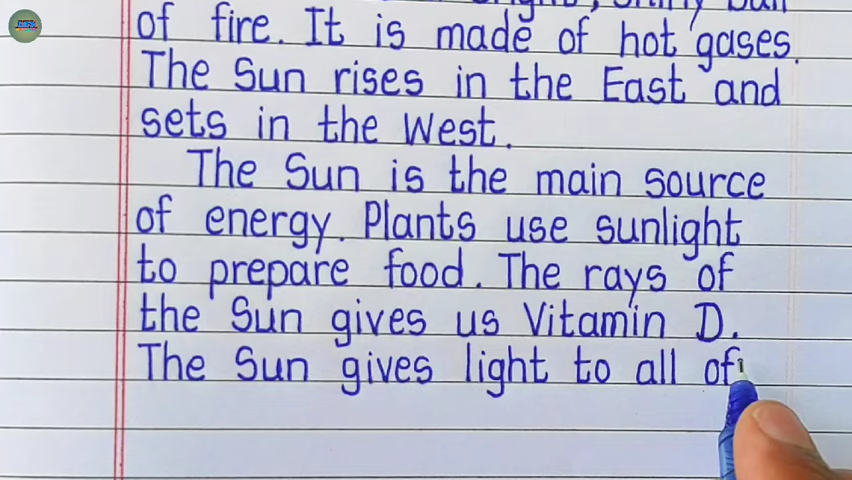 of fire. It is made of hot gases.
The Sun rises in the East and
sets in the West.
The Sun is the main source
of energy. Plants use sunlight
to prepare food. The rays of
the Sun gives us Vitamin D.
The Sun gives light to all of